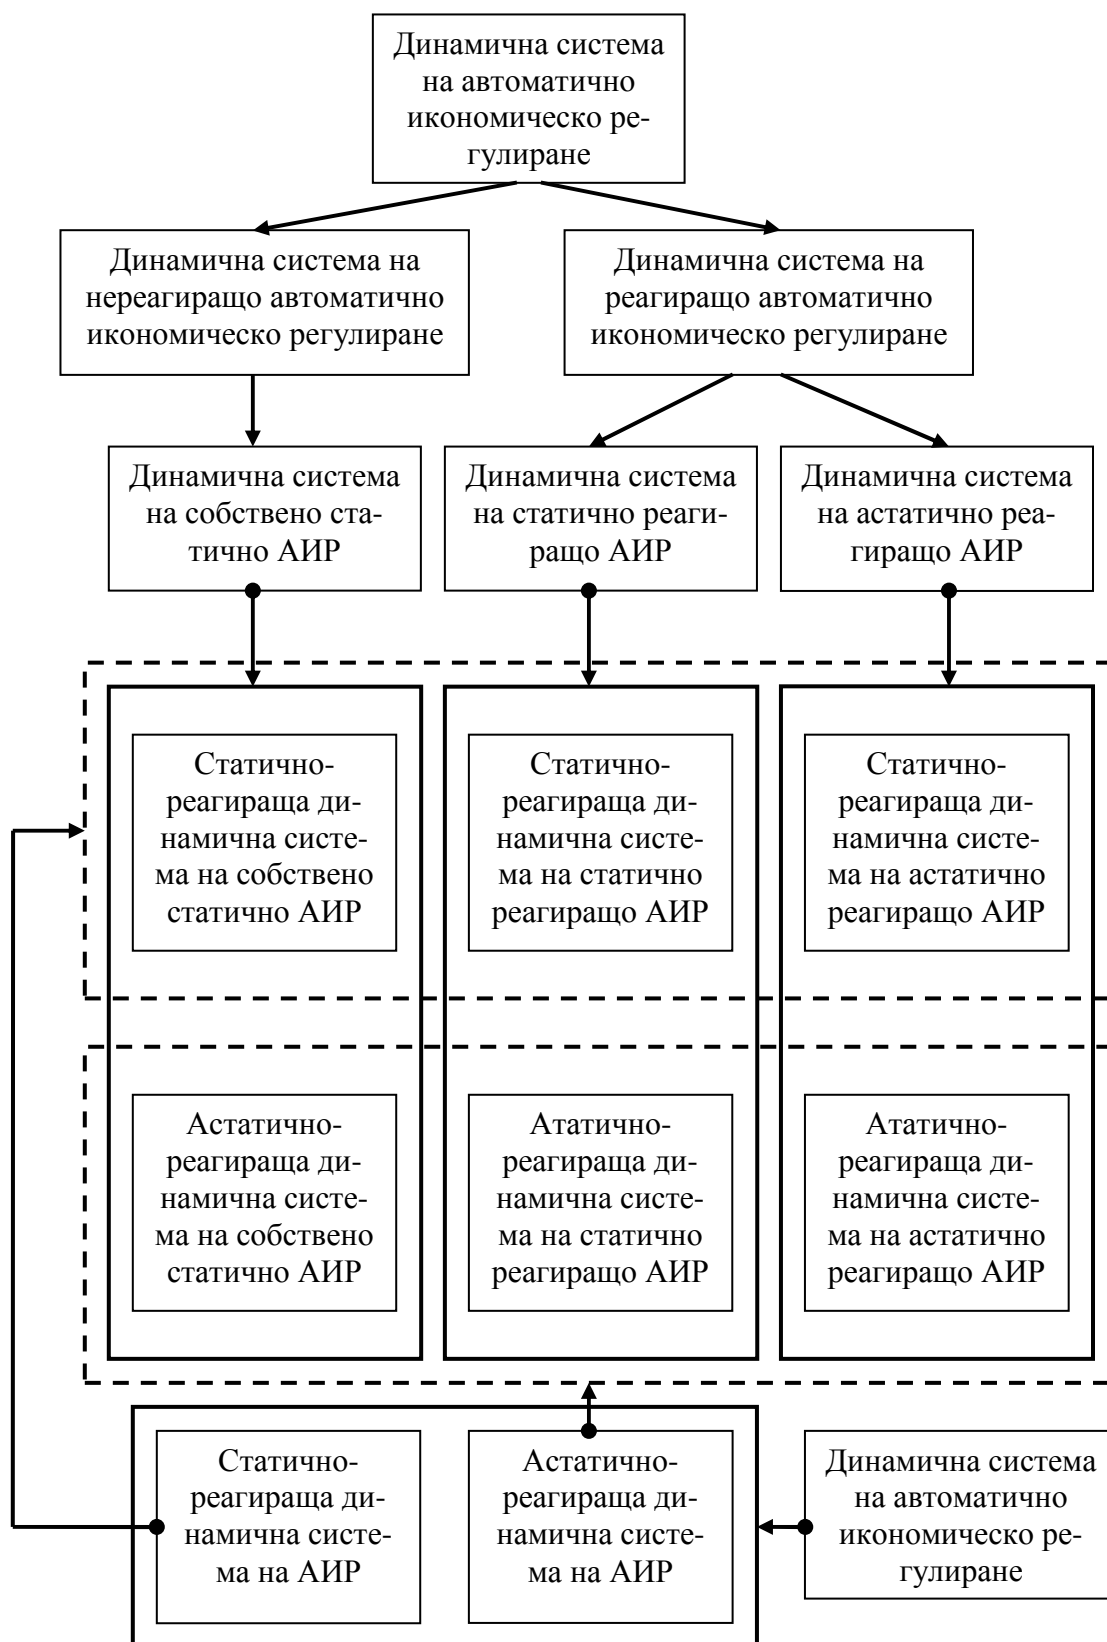 Динамична система
на автоматично
икономическо ре-
гулиране
Динамична система на
нереагиращо автоматично
икономическо регулиране
Динамична система на
реагиращо автоматично
икономическо регулиране
Динамична система
на собствено ста-
тично АИР
Динамична система
на статично реаги-
ращо АИР
Динамична система
на астатично реа-
гиращо АИР
Статично-
реагираща ди-
намична систе-
ма на собствено
статично АИР
Статично-
реагираща ди-
намична систе-
ма на статично
реагиращо АИР
Статично-
реагираща ди-
намична систе-
ма на астатично
реагиращо АИР
Астатично-
реагираща ди-
намична систе-
ма на собствено
статично АИР
Ататично-
реагираща ди-
намична систе-
ма на статично
реагиращо АИР
Ататично-
реагираща ди-
намична систе-
ма на астатично
реагиращо АИР
Статично-
реагираща ди-
намична систе-
ма на АИР
Астатично-
реагираща ди-
намична систе-
ма на АИР
Динамична система
на автоматично
икономическо ре-
гулиране